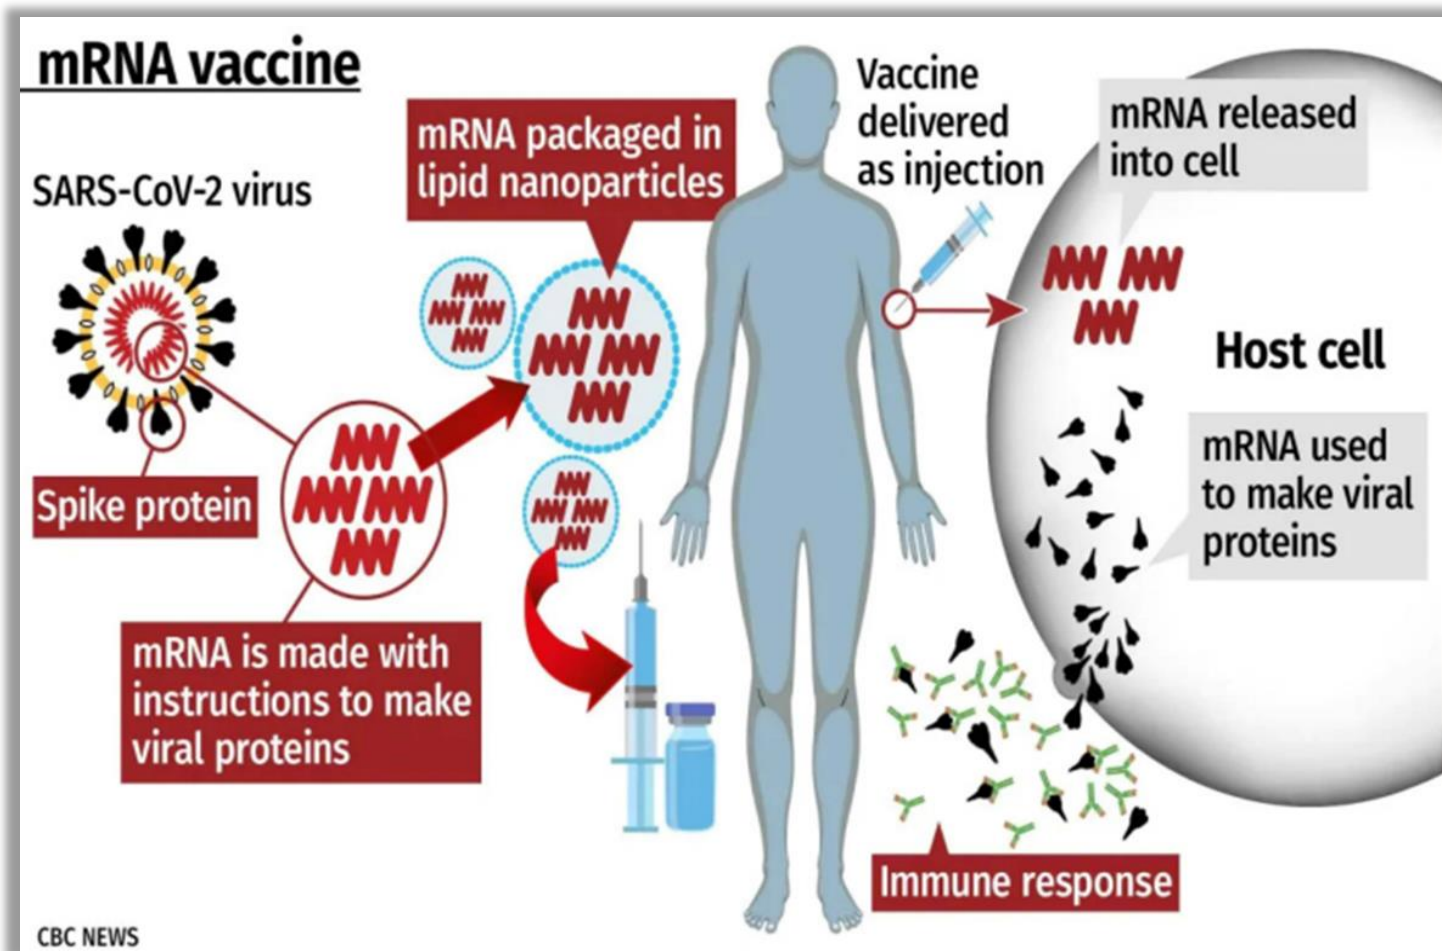 mRNA vaccine
SARS-CoV-2 virus
Spike protein
mRNA is made with
instructions to make
viral proteins
mRNA packaged in
lipid nanoparticles
Vaccine
delivered
as injection
mRNA released
into cell
Host cell
mRNA used
to make viral
proteins
Immune response
CBC NEWS